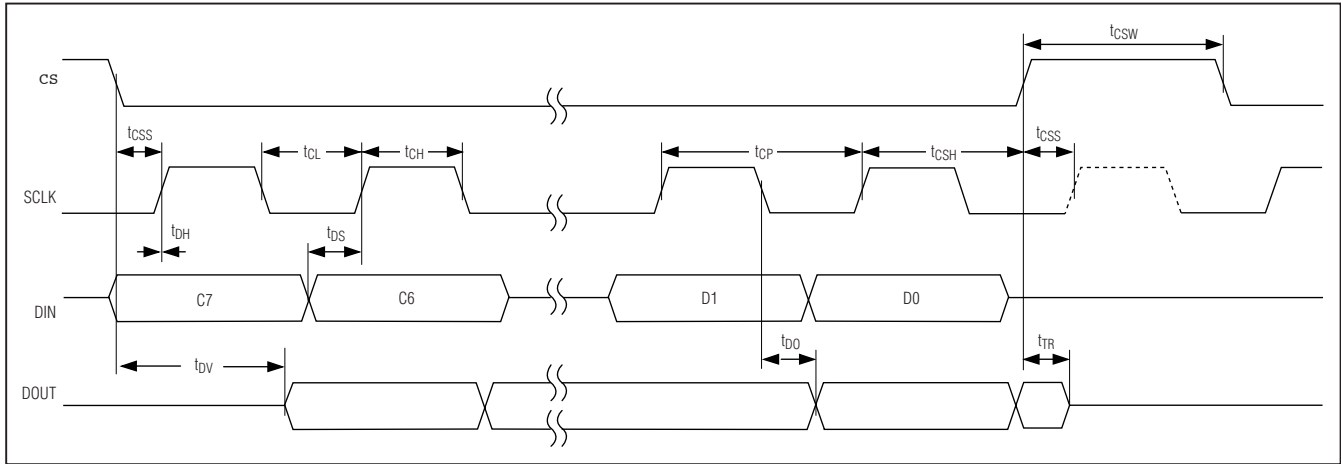 tCSW
CS
tCSS
tCL
tCH
tCP
tCSH
tCSS
SCLK
tDH
tDS
DIN
C7
C6
D1
D0
tDV
tDO
tTR
DOUT